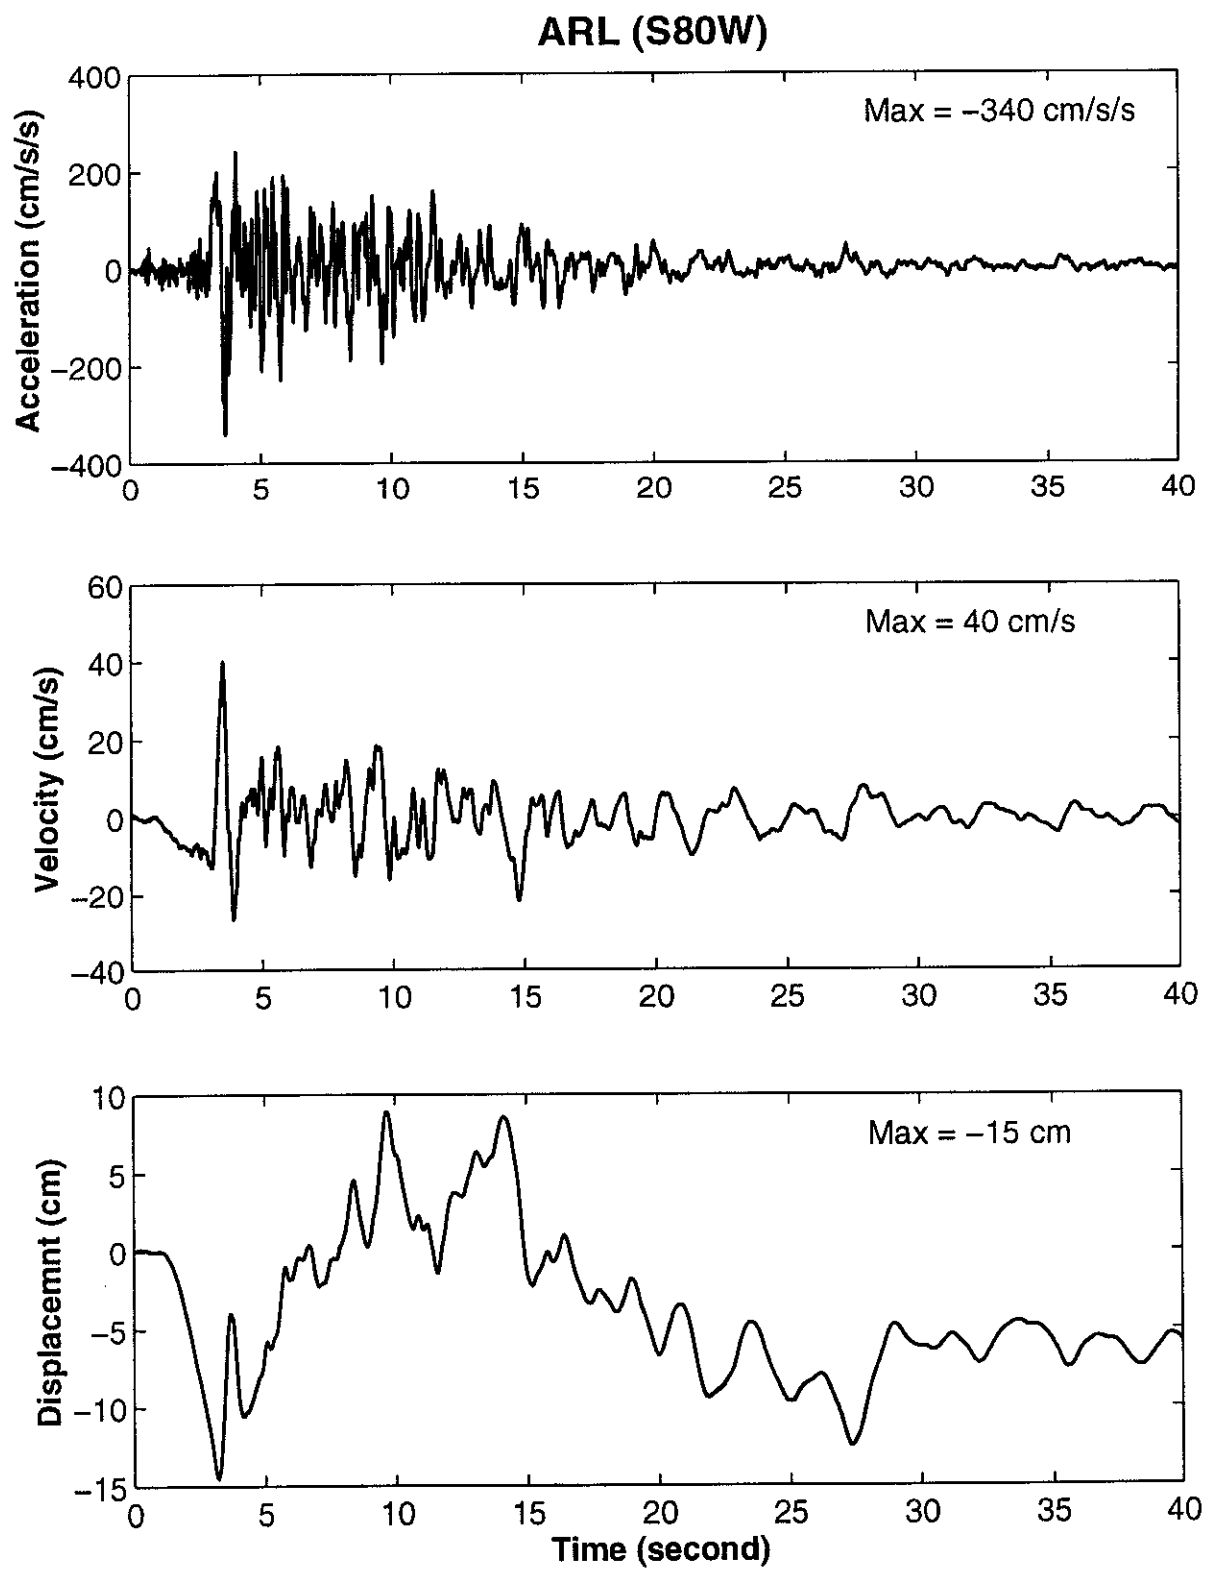 ARL (S80W)
Max = −340 cm/s/s
Acceleration (cm/s/s)
400
200
0
−200
−400
0 5 10 15 20 25 30 35 40
Max = 40 cm/s
Velocity (cm/s)
60
40
20
0
−20
−40
0 5 10 15 20 25 30 35 40
Max = −15 cm
Displacemnt (cm)
10
5
0
−5
−10
−15
0 5 10 15 20 25 30 35 40
Time (second)